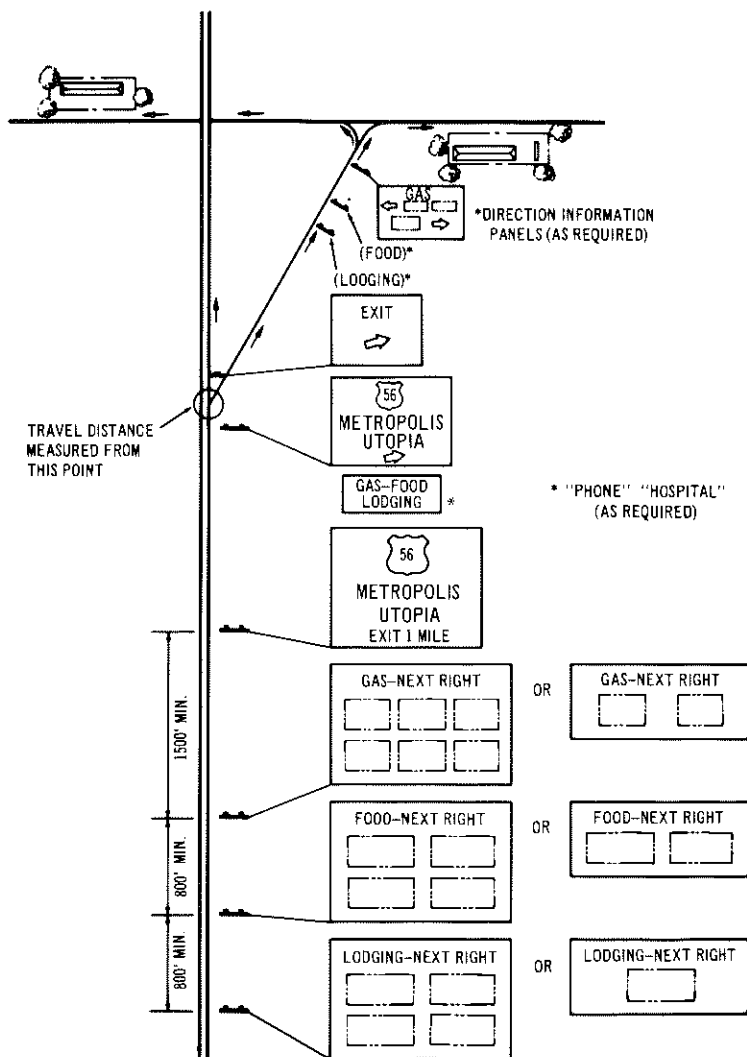 GAS
*DIRECTION INFORMATION
PANELS (AS REQUIRED)
(FOOD)*
(LODGING)*
EXIT
56
METROPOLIS
UTOPIA
TRAVEL DISTANCE
MEASURED FROM
THIS POINT
GAS-FOOD
LODGING
*
* "PHONE" "HOSPITAL"
(AS REQUIRED)
56
METROPOLIS
UTOPIA
EXIT 1 MILE
1500' MIN.
GAS-NEXT RIGHT
OR
GAS-NEXT RIGHT
800' MIN.
FOOD-NEXT RIGHT
OR
FOOD-NEXT RIGHT
800' MIN.
LODGING-NEXT RIGHT
OR
LODGING-NEXT RIGHT